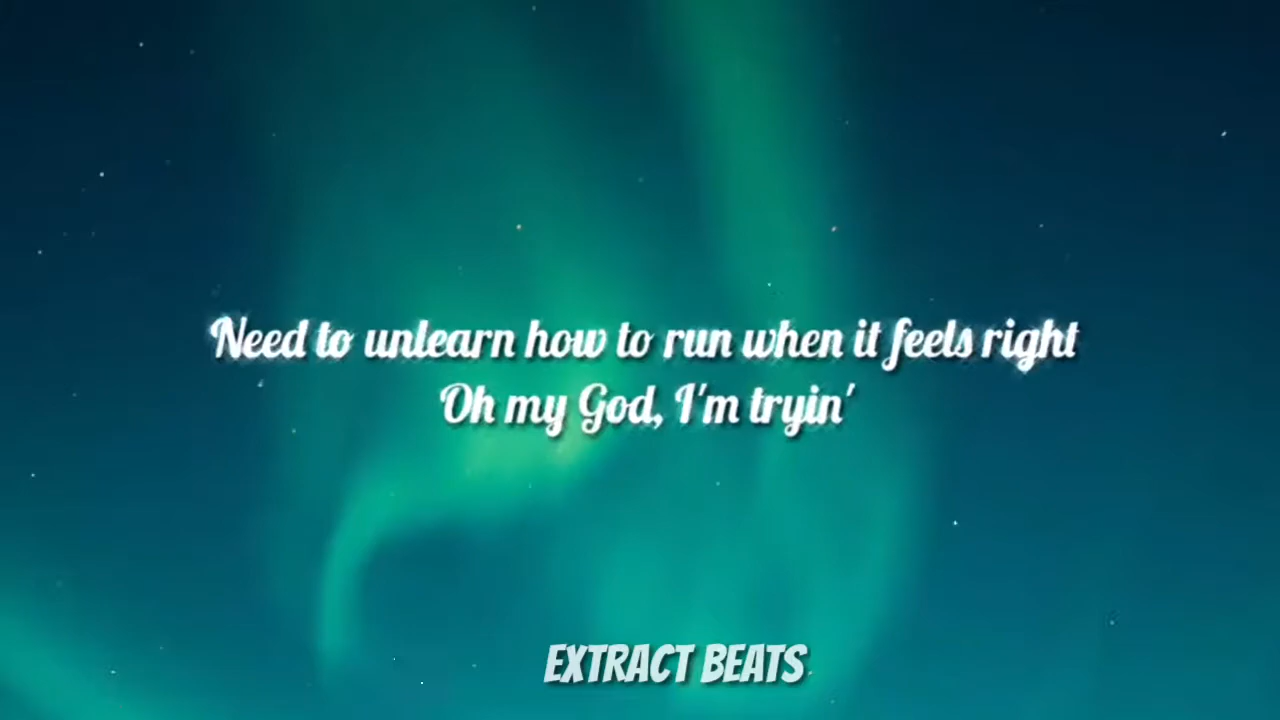 Need to unlearn how to run when it feels right
Oh my God, I'm tryin'
EXTRACT BEATS